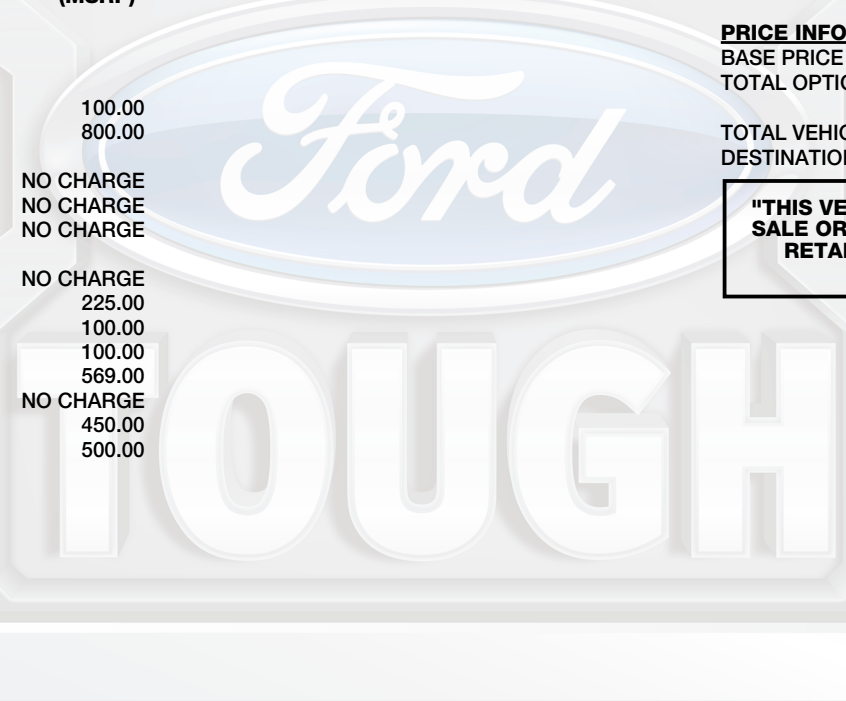 (MSRP)
100.00
800.00
NO CHARGE
NO CHARGE
NO CHARGE
NO CHARGE
225.00
100.00
100.00
569.00
NO CHARGE
450.00
500.00
PRICE INFO
BASE PRICE
TOTAL OPTIO
TOTAL VEHIC
DESTINATION
"THIS VE
SALE OR
RETAI
Ford
TOUGH